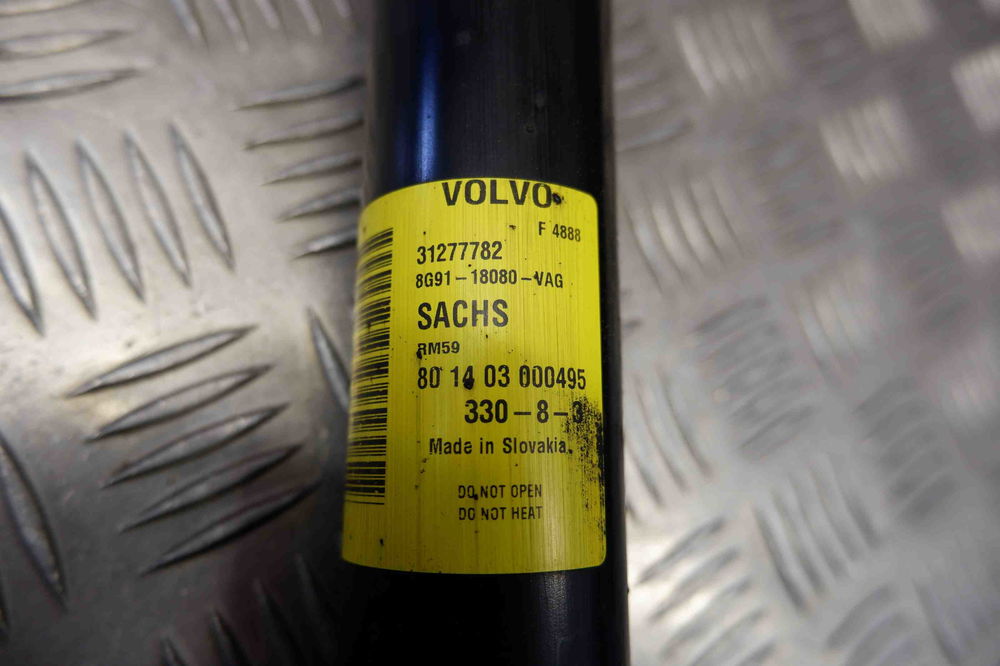 VOLVO
F 4888
31277782
8G91-18080-VAG
SACHS
RM59
80 14 03 000495
330-8-3
Made in Slovakia.
DO NOT OPEN
DO NOT HEAT